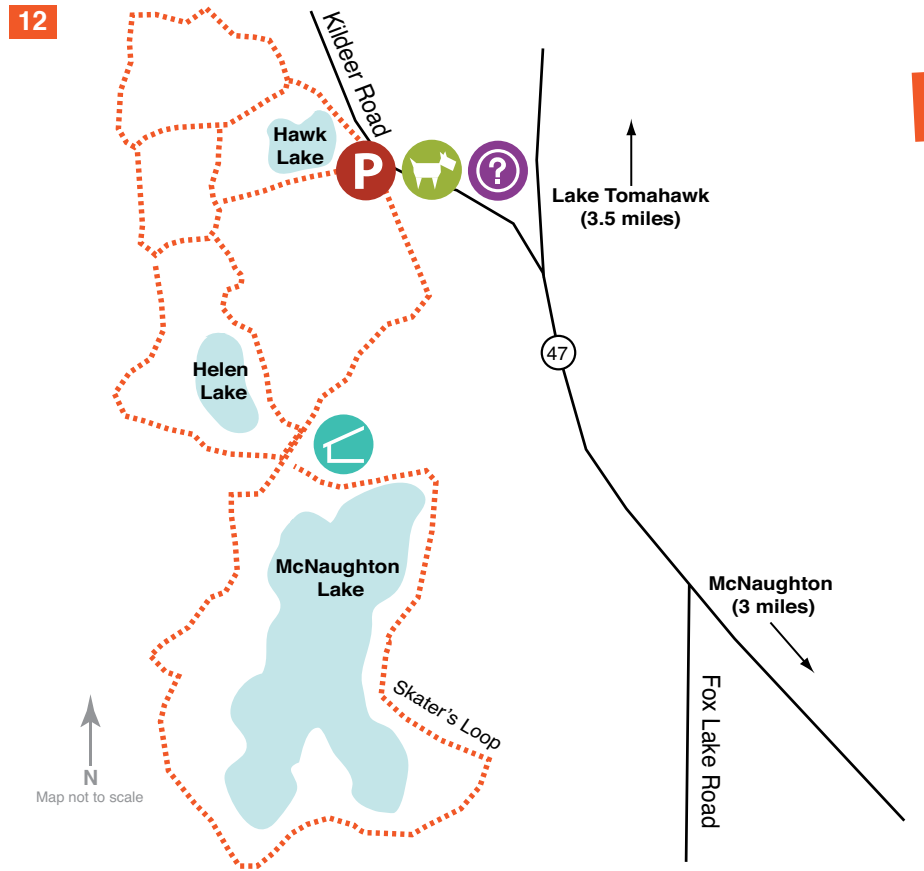 12
Kildeer Road
Hawk
Lake
P
?
Lake Tomahawk
(3.5 miles)
47
Helen
Lake
McNaughton
Lake
McNaughton
(3 miles)
Skater's Loop
Fox Lake Road
N
Map not to scale